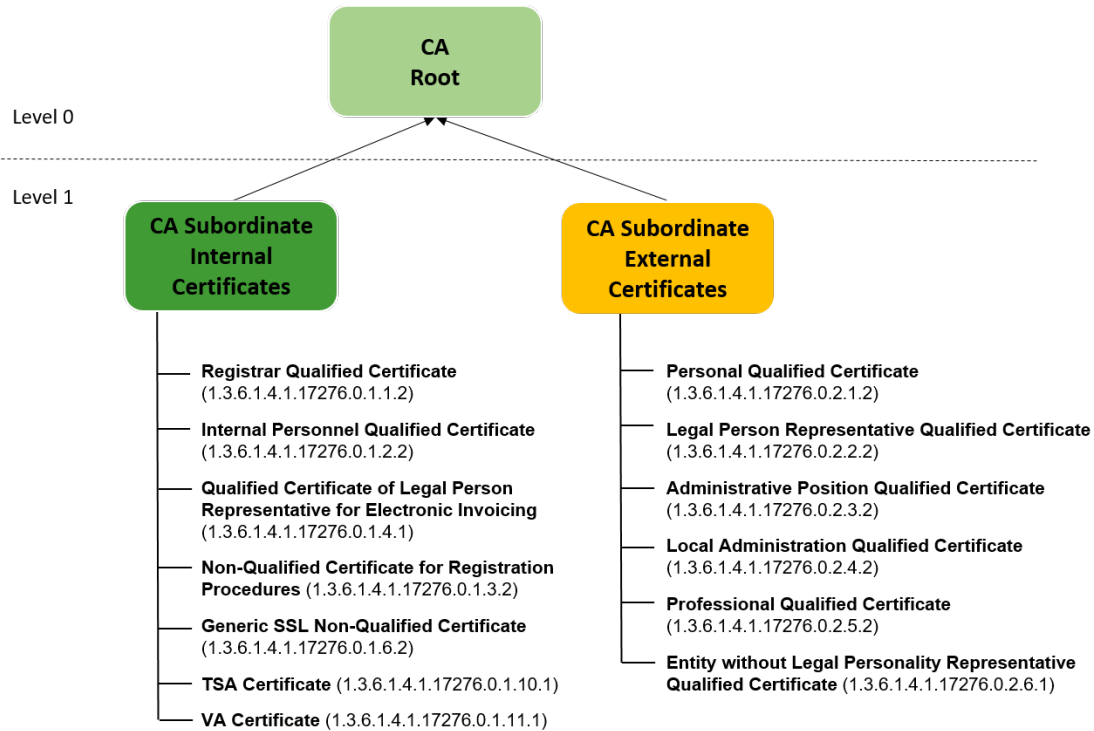 CA
Root
Level 0
Level 1
CA Subordinate
Internal
Certificates
Registrar Qualified Certificate
(1.3.6.1.4.1.17276.0.1.1.2)
Internal Personnel Qualified Certificate
(1.3.6.1.4.1.17276.0.1.2.2)
Qualified Certificate of Legal Person
Representative for Electronic Invoicing
(1.3.6.1.4.1.17276.0.1.4.1)
Non-Qualified Certificate for Registration
Procedures (1.3.6.1.4.1.17276.0.1.3.2)
Generic SSL Non-Qualified Certificate
(1.3.6.1.4.1.17276.0.1.6.2)
TSA Certificate (1.3.6.1.4.1.17276.0.1.10.1)
VA Certificate (1.3.6.1.4.1.17276.0.1.11.1)
CA Subordinate
External
Certificates
Personal Qualified Certificate
(1.3.6.1.4.1.17276.0.2.1.2)
Legal Person Representative Qualified Certificate
(1.3.6.1.4.1.17276.0.2.2.2)
Administrative Position Qualified Certificate
(1.3.6.1.4.1.17276.0.2.3.2)
Local Administration Qualified Certificate
(1.3.6.1.4.1.17276.0.2.4.2)
Professional Qualified Certificate
(1.3.6.1.4.1.17276.0.2.5.2)
Entity without Legal Personality Representative
Qualified Certificate (1.3.6.1.4.1.17276.0.2.6.1)